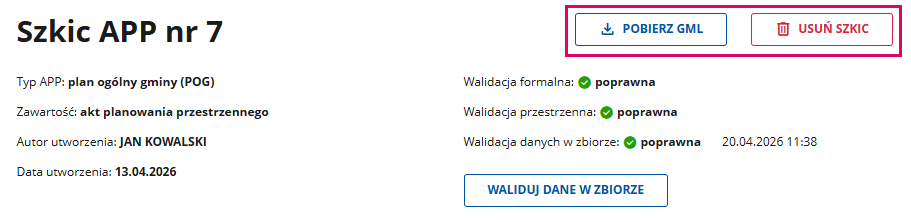 Szkic APP nr 7
POBIERZ GML
USUŃ SZKIC
Typ APP: plan ogólny gminy (POG)
Zawartość: akt planowania przestrzennego
Autor utworzenia: JAN KOWALSKI
Data utworzenia: 13.04.2026
Walidacja formalna: poprawna
Walidacja przestrzenna: poprawna
Walidacja danych w zbiorze: poprawna 20.04.2026 11:38
WALIDUJ DANE W ZBIORZE